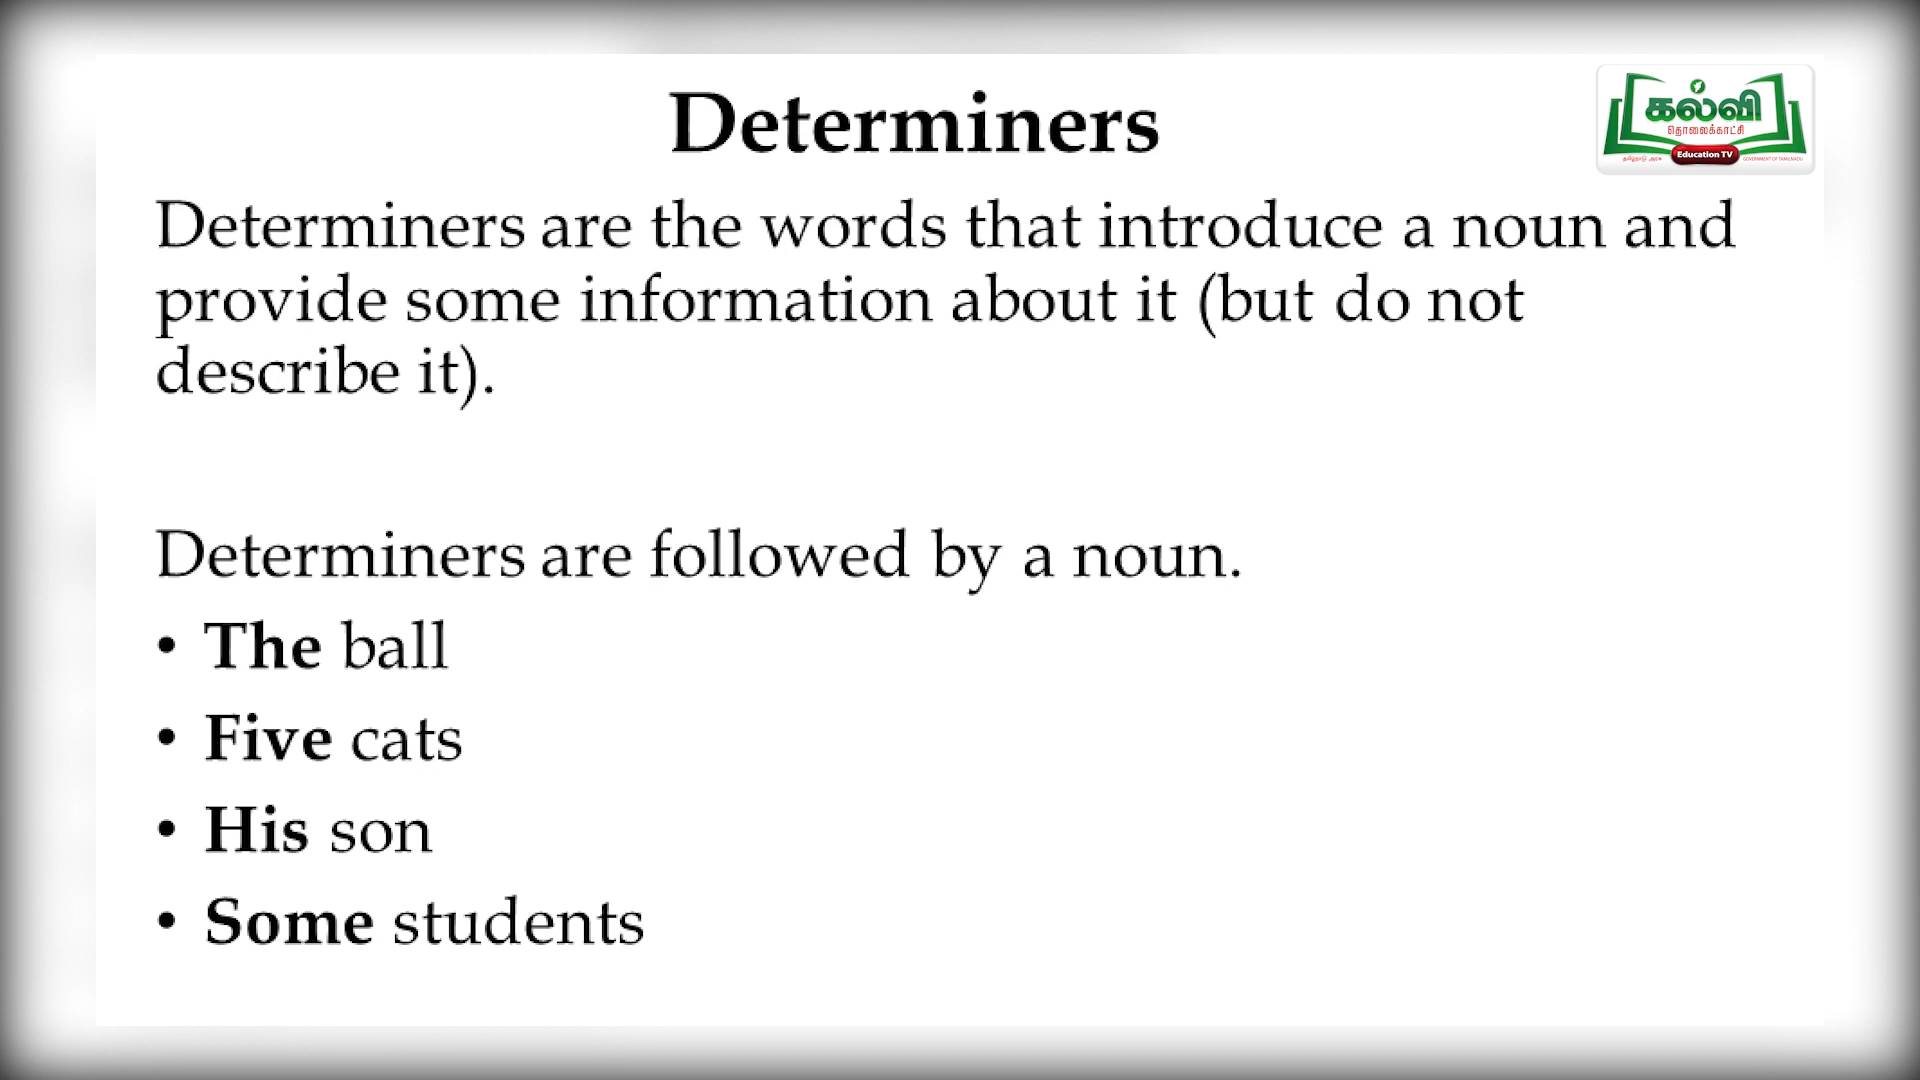 Determiners
கல்வி
தொலைக்காட்சி
Education TV
தமிழ்நாடு அரசு
GOVERNMENT OF TAMILNADU
Determiners are the words that introduce a noun and
provide some information about it (but do not
describe it).
Determiners are followed by a noun.
• The ball
• Five cats
• His son
• Some students